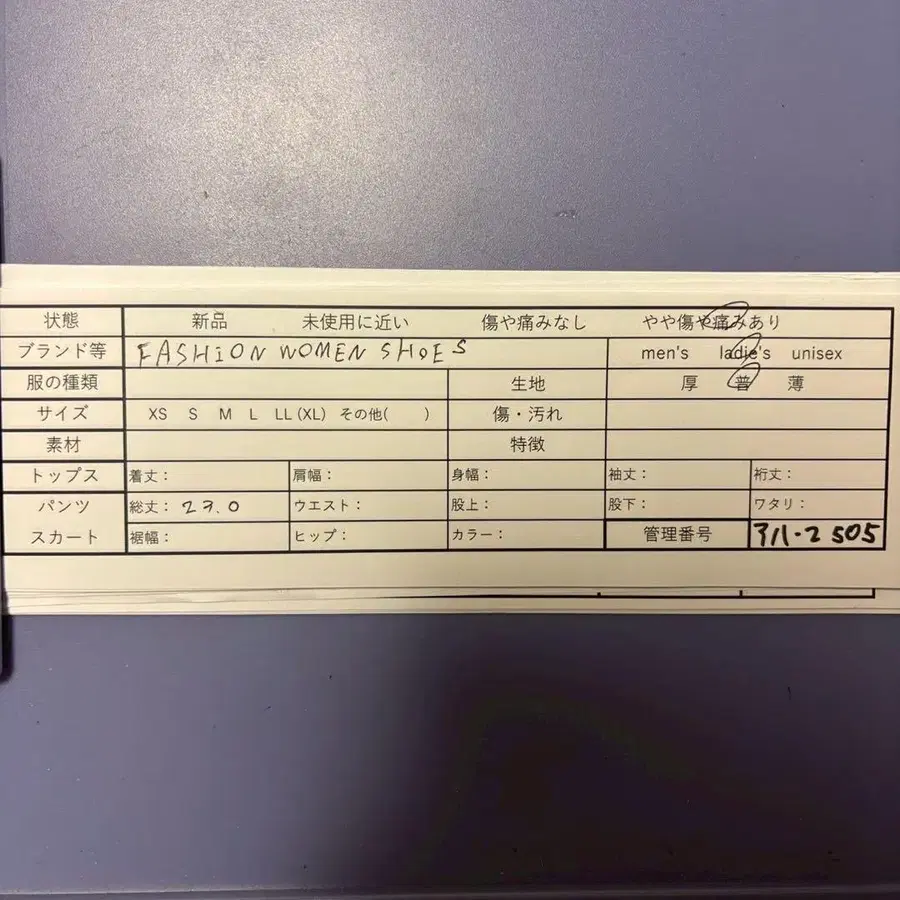 状態 新品 未使用に近い 傷や痛みなし やや傷や痛みあり
ブランド等 FASHION WOMEN SHOES men's ladie's unisex
服の種類 生地 厚 普 薄
サイズ XS S M L LL(XL) その他( ) 傷・汚れ
素材 特徴
トップス 着丈: 肩幅: 身幅: 袖丈: 裄丈:
パンツ 総丈: 23.0 ウエスト: 股上: 股下: ワタリ:
スカート 裾幅: ヒップ: カラー: 管理番号 2505